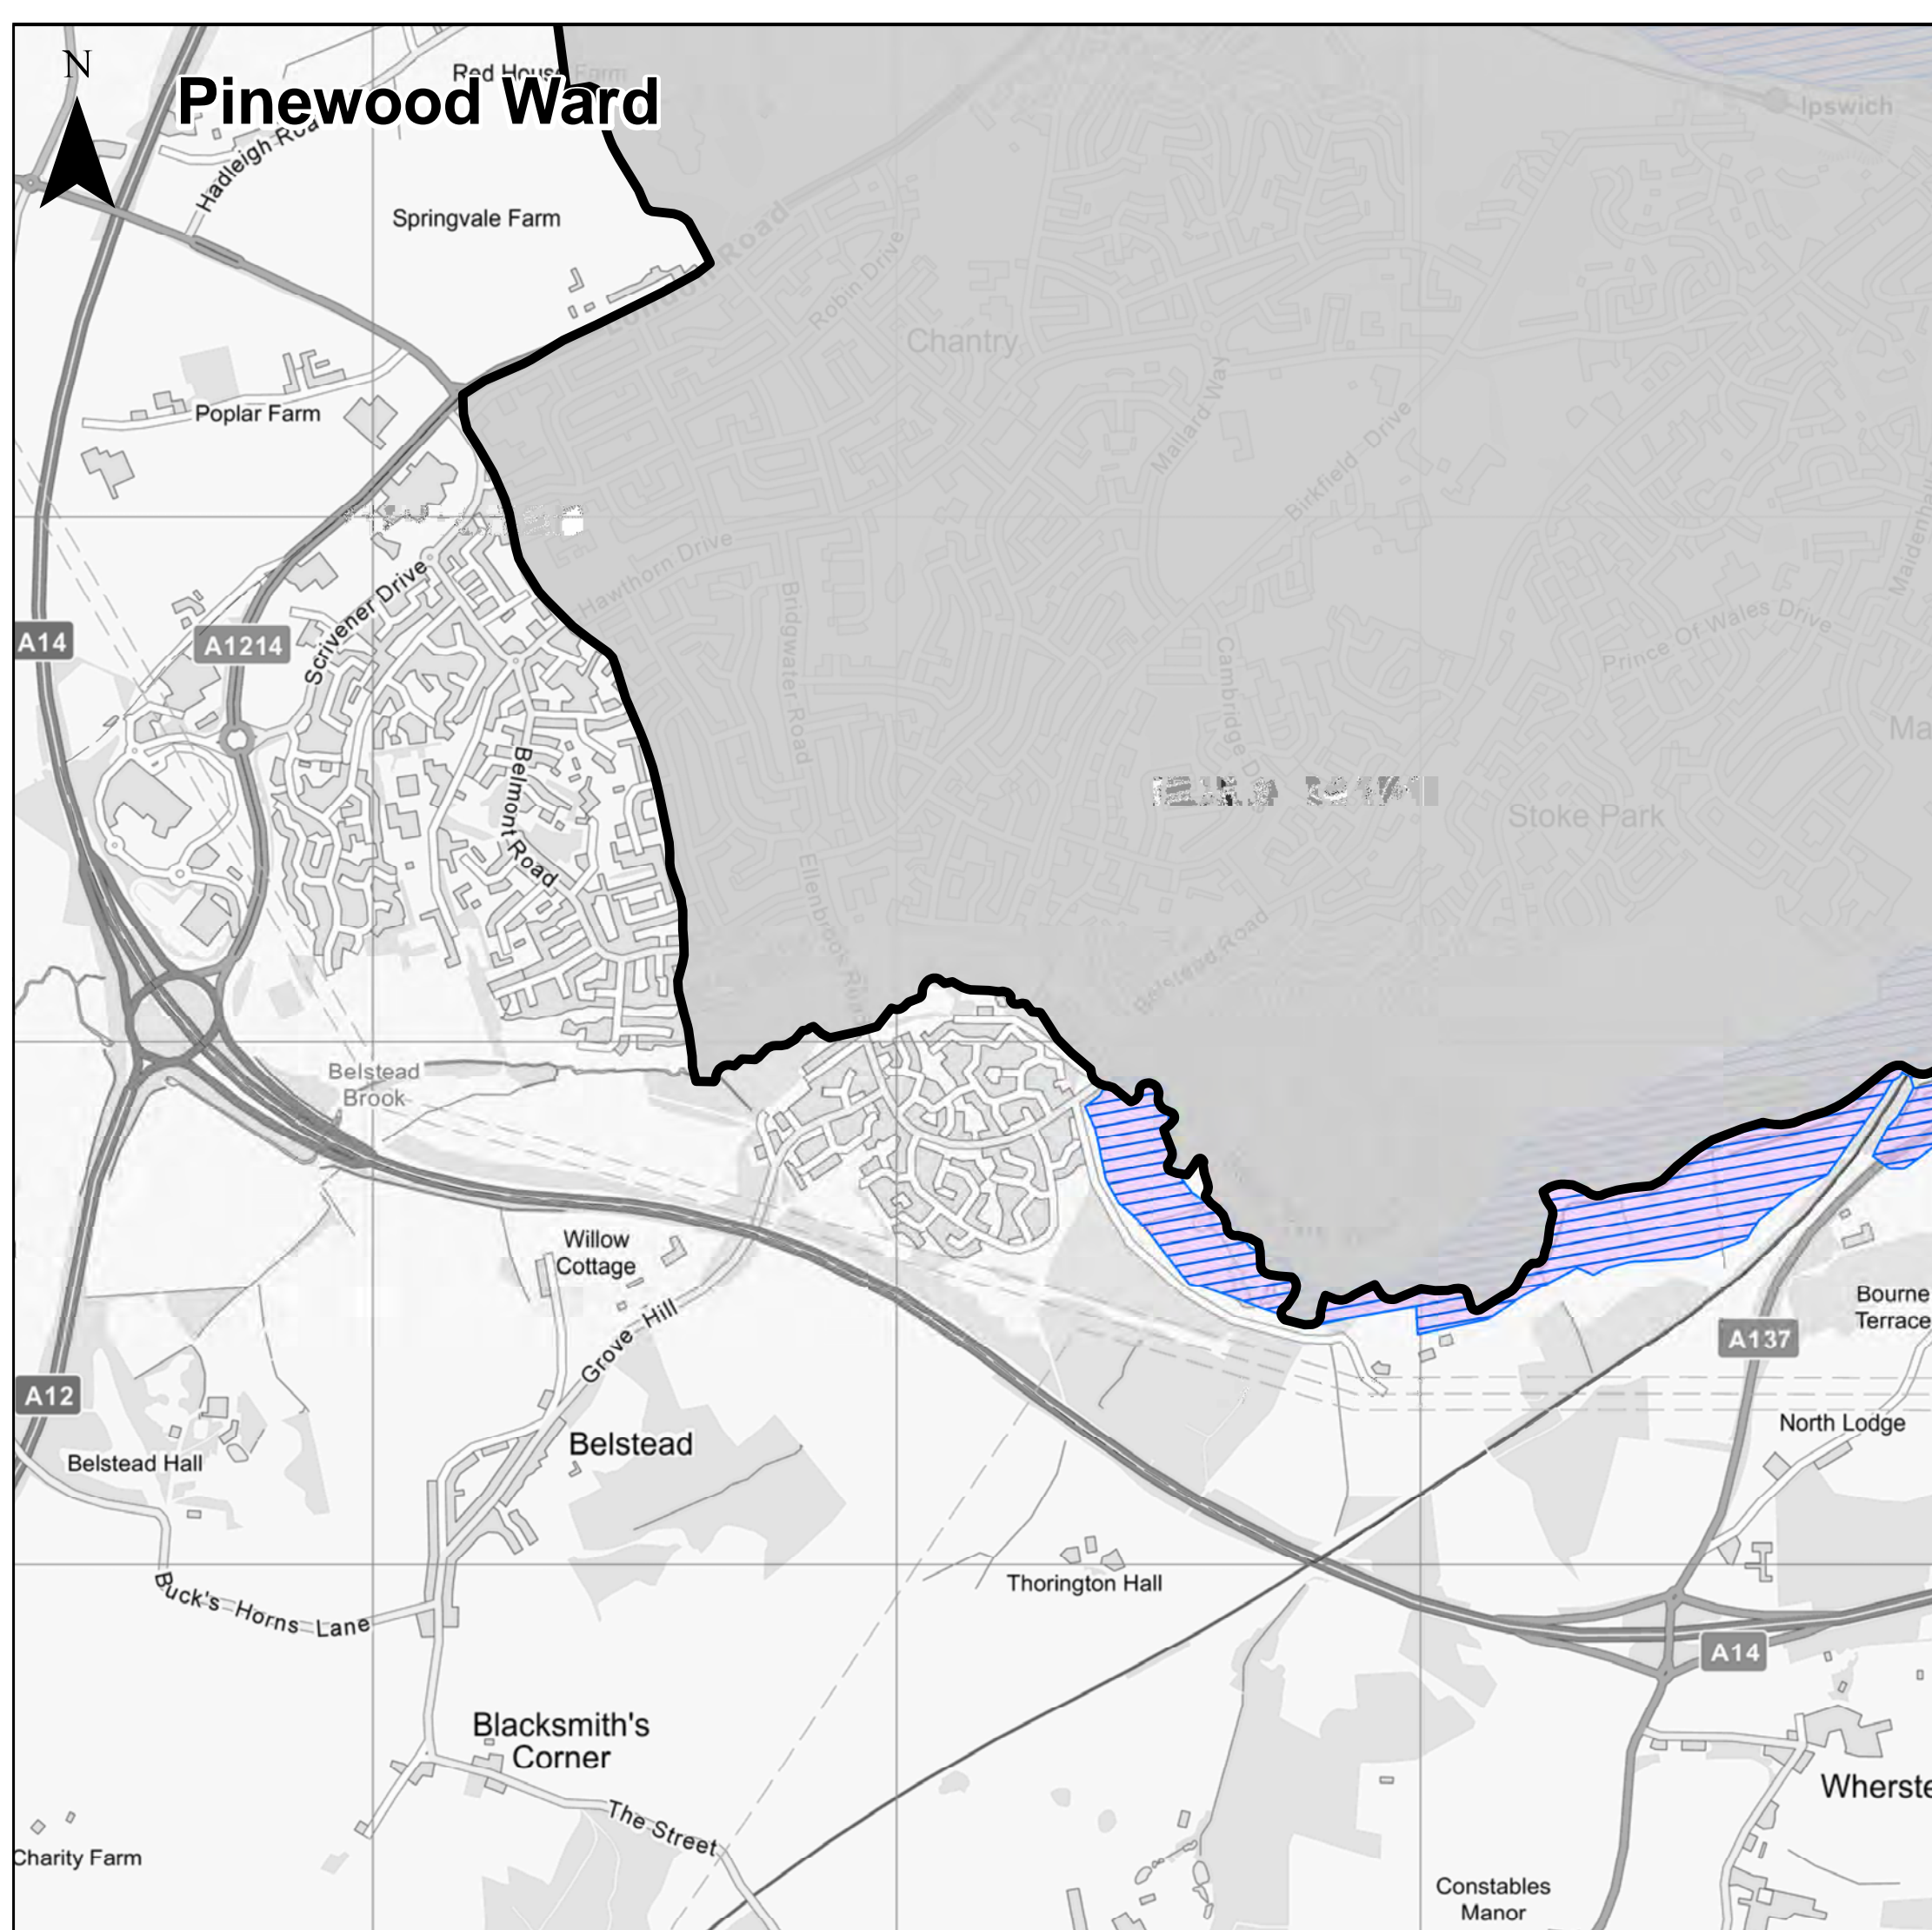 N
Pinewood Ward
Red House Farm
Ipswich
Hadleigh Road
Springvale Farm
London Road
Robin Drive
Chantry
Mallard Way
Poplar Farm
Birkfield Drive
Hawthorn Drive
Scrivener Drive
A14
A1214
Bridgwater Road
Cambridge Drive
Prince Of Wales Drive
Belmont Road
Stoke Park
Ellenbrook Road
Belstead Road
Belstead
Brook
Willow
Cottage
Grove Hill
Bourne
Terrace
A137
A12
North Lodge
Belstead
Belstead Hall
Thorington Hall
Buck's Horns Lane
A14
Blacksmith's
Corner
The Street
Wherste
Charity Farm
Constables
Manor